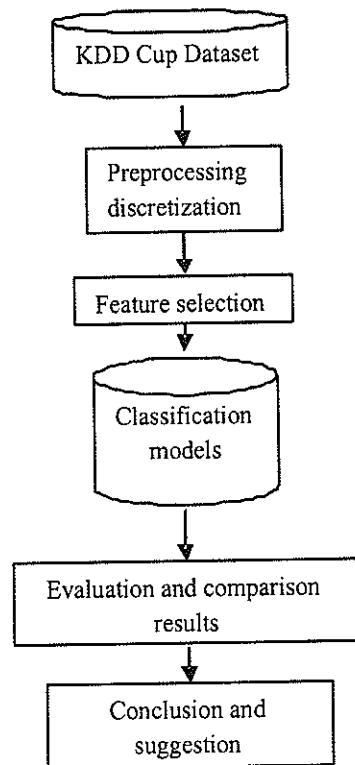 KDD Cup Dataset
Preprocessing
discretization
Feature selection
Classification
models
Evaluation and comparison
results
Conclusion and
suggestion